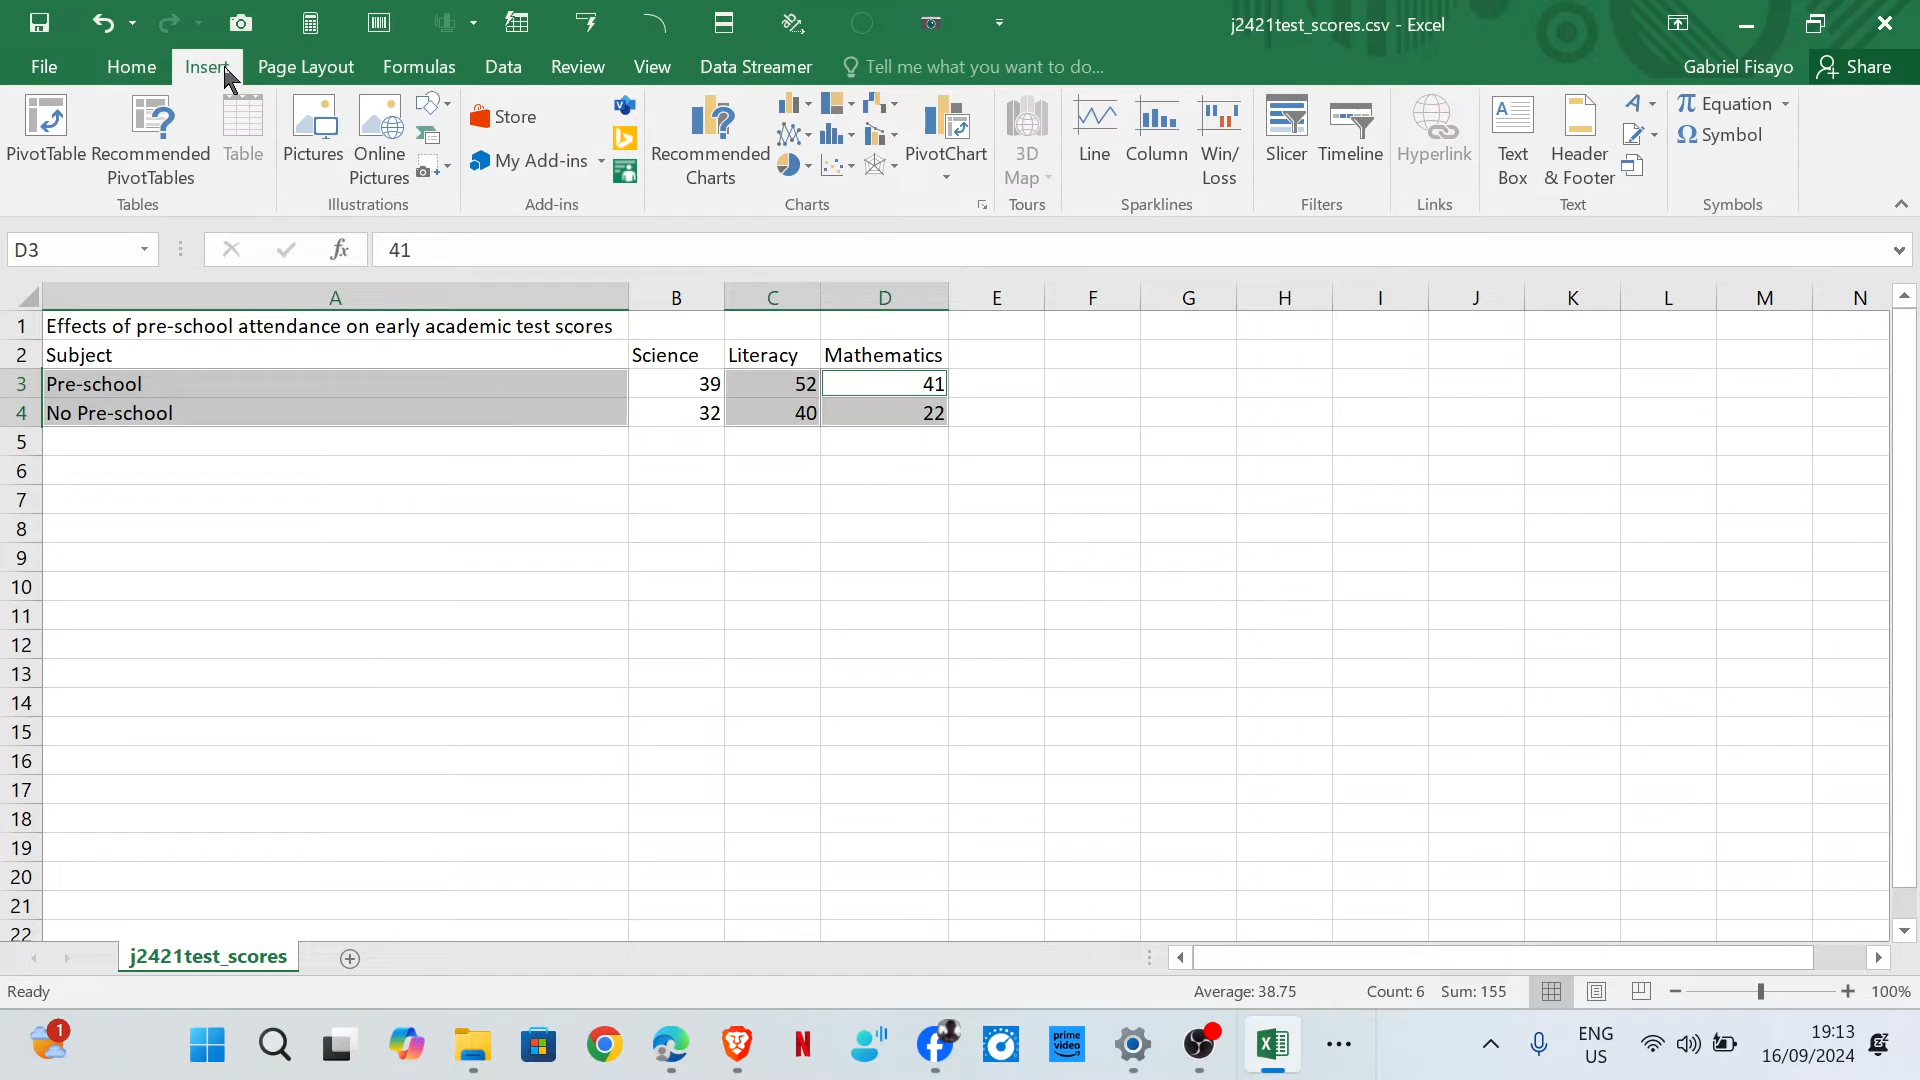 j2421test_scores.csv - Excel
File Home Insert Page Layout Formulas Data Review View Data Streamer Tell me what you want to do... Gabriel Fisayo Share
PivotTable Recommended PivotTables Table
Pictures Online Pictures
Store
My Add-ins
Recommended Charts
PivotChart
3D Map
Line Column Win/ Loss
Slicer Timeline
Hyperlink
Text Box Header & Footer
Equation
Symbol
Tables Illustrations Add-ins Charts Tours Sparklines Filters Links Text Symbols
D3 fx 41
A B C D E F G H I J K L M N
1 Effects of pre-school attendance on early academic test scores
2 Subject Science Literacy Mathematics
3 Pre-school 39 52 41
4 No Pre-school 32 40 22
5
6
7
8
9
10
11
12
13
14
15
16
17
18
19
20
21
22
j2421test_scores
Ready Average: 38.75 Count: 6 Sum: 155 100%
1 prime video ENG US 19:13 16/09/2024